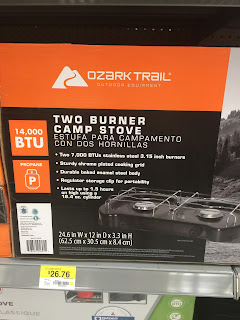 OZARK TRAIL
OUTDOOR EQUIPMENT
14,000
BTU
PROPANE
P
TWO BURNER
CAMP STOVE
ESTUFA PARA CAMPAMENTO
CON DOS HORNILLAS
• Two 7,000 BTUs stainless steel 3.15 inch burners
• Sturdy chrome plated cooking grid
• Durable baked enamel steel body
• Regulator storage clip for portability
• Lasts up to 1.5 hours
on high using a
16.4 oz. cylinder
24.6 in W x 12 in D x 3.3 in H
(62.5 cm x 30.5 cm x 8.4 cm)
$26.76
OVE
CLASSIQUE